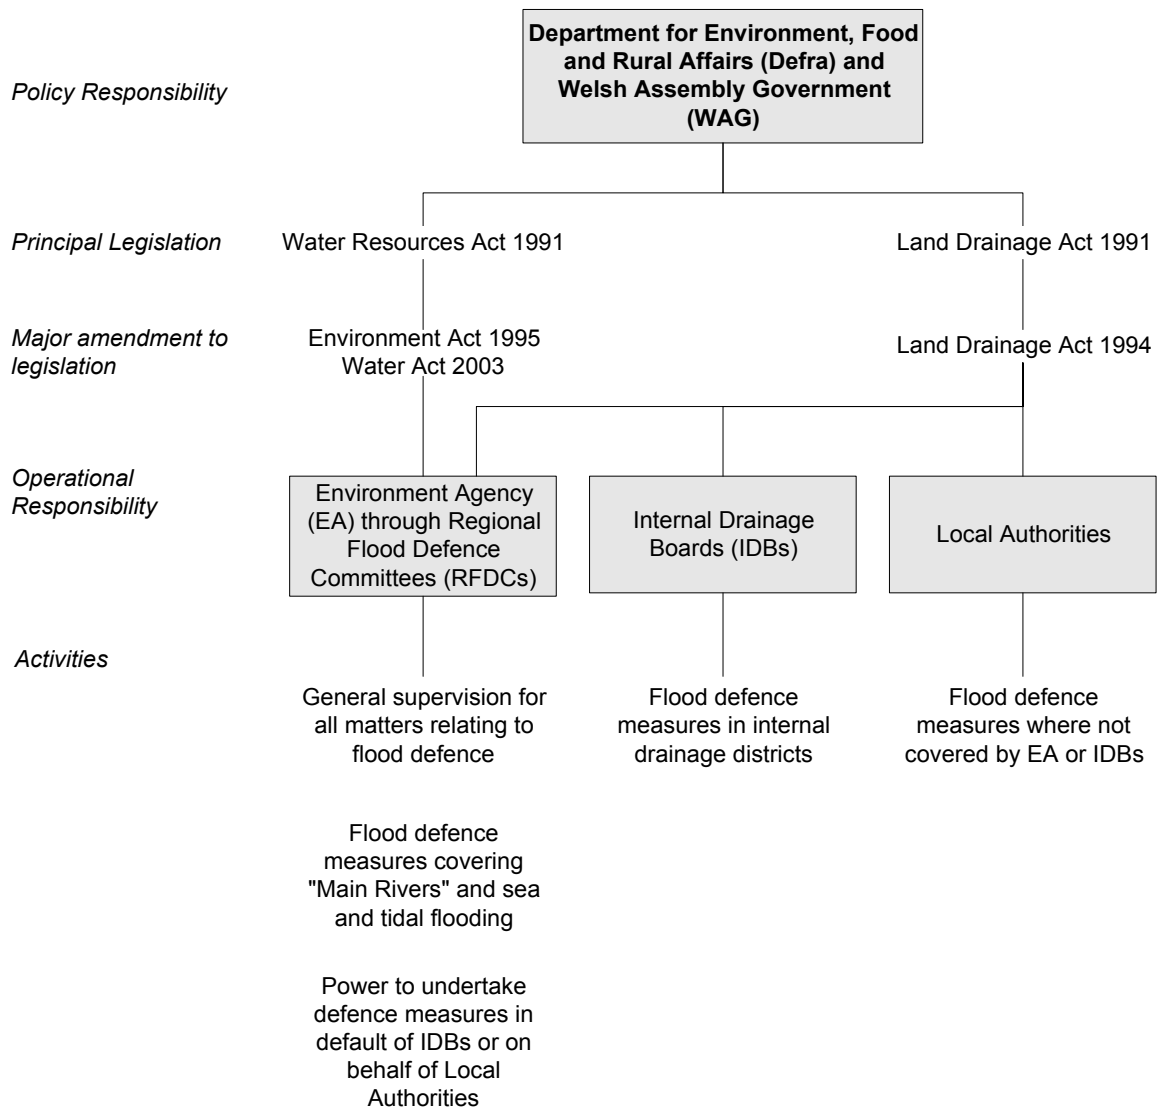 Department for Environment, Food
and Rural Affairs (Defra) and
Welsh Assembly Government
(WAG)
Policy Responsibility
Principal Legislation
Water Resources Act 1991
Land Drainage Act 1991
Major amendment to
legislation
Environment Act 1995
Water Act 2003
Land Drainage Act 1994
Operational
Responsibility
Environment Agency
(EA) through Regional
Flood Defence
Committees (RFDCs)
Internal Drainage
Boards (IDBs)
Local Authorities
Activities
General supervision for
all matters relating to
flood defence
Flood defence
measures in internal
drainage districts
Flood defence
measures where not
covered by EA or IDBs
Flood defence
measures covering
"Main Rivers" and sea
and tidal flooding
Power to undertake
defence measures in
default of IDBs or on
behalf of Local
Authorities